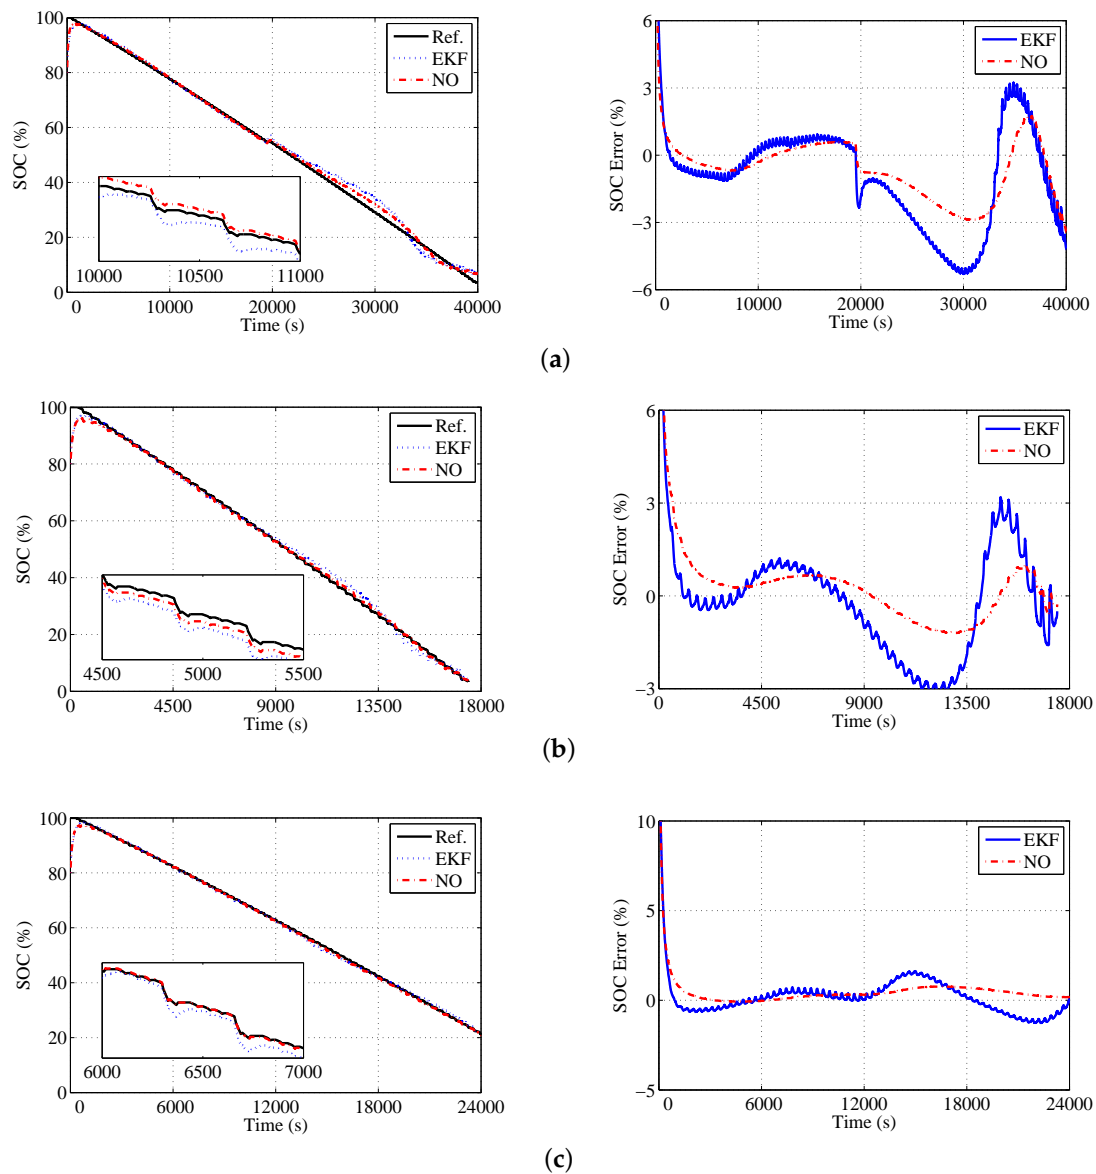 100
80
60
40
20
0
SOC (%)
Ref.
EKF
NO
10000 10500 11000
0 10000 20000 30000 40000
Time (s)
6
3
0
−3
−6
SOC Error (%)
EKF
NO
0 10000 20000 30000 40000
Time (s)
(a)
100
80
60
40
20
0
SOC (%)
Ref.
EKF
NO
4500 5000 5500
0 4500 9000 13500 18000
Time (s)
6
3
0
−3
SOC Error (%)
EKF
NO
0 4500 9000 13500 18000
Time (s)
(b)
100
80
60
40
20
0
SOC (%)
Ref.
EKF
NO
6000 6500 7000
0 6000 12000 18000 24000
Time (s)
10
5
0
−5
SOC Error (%)
EKF
NO
0 6000 12000 18000 24000
Time (s)
(c)